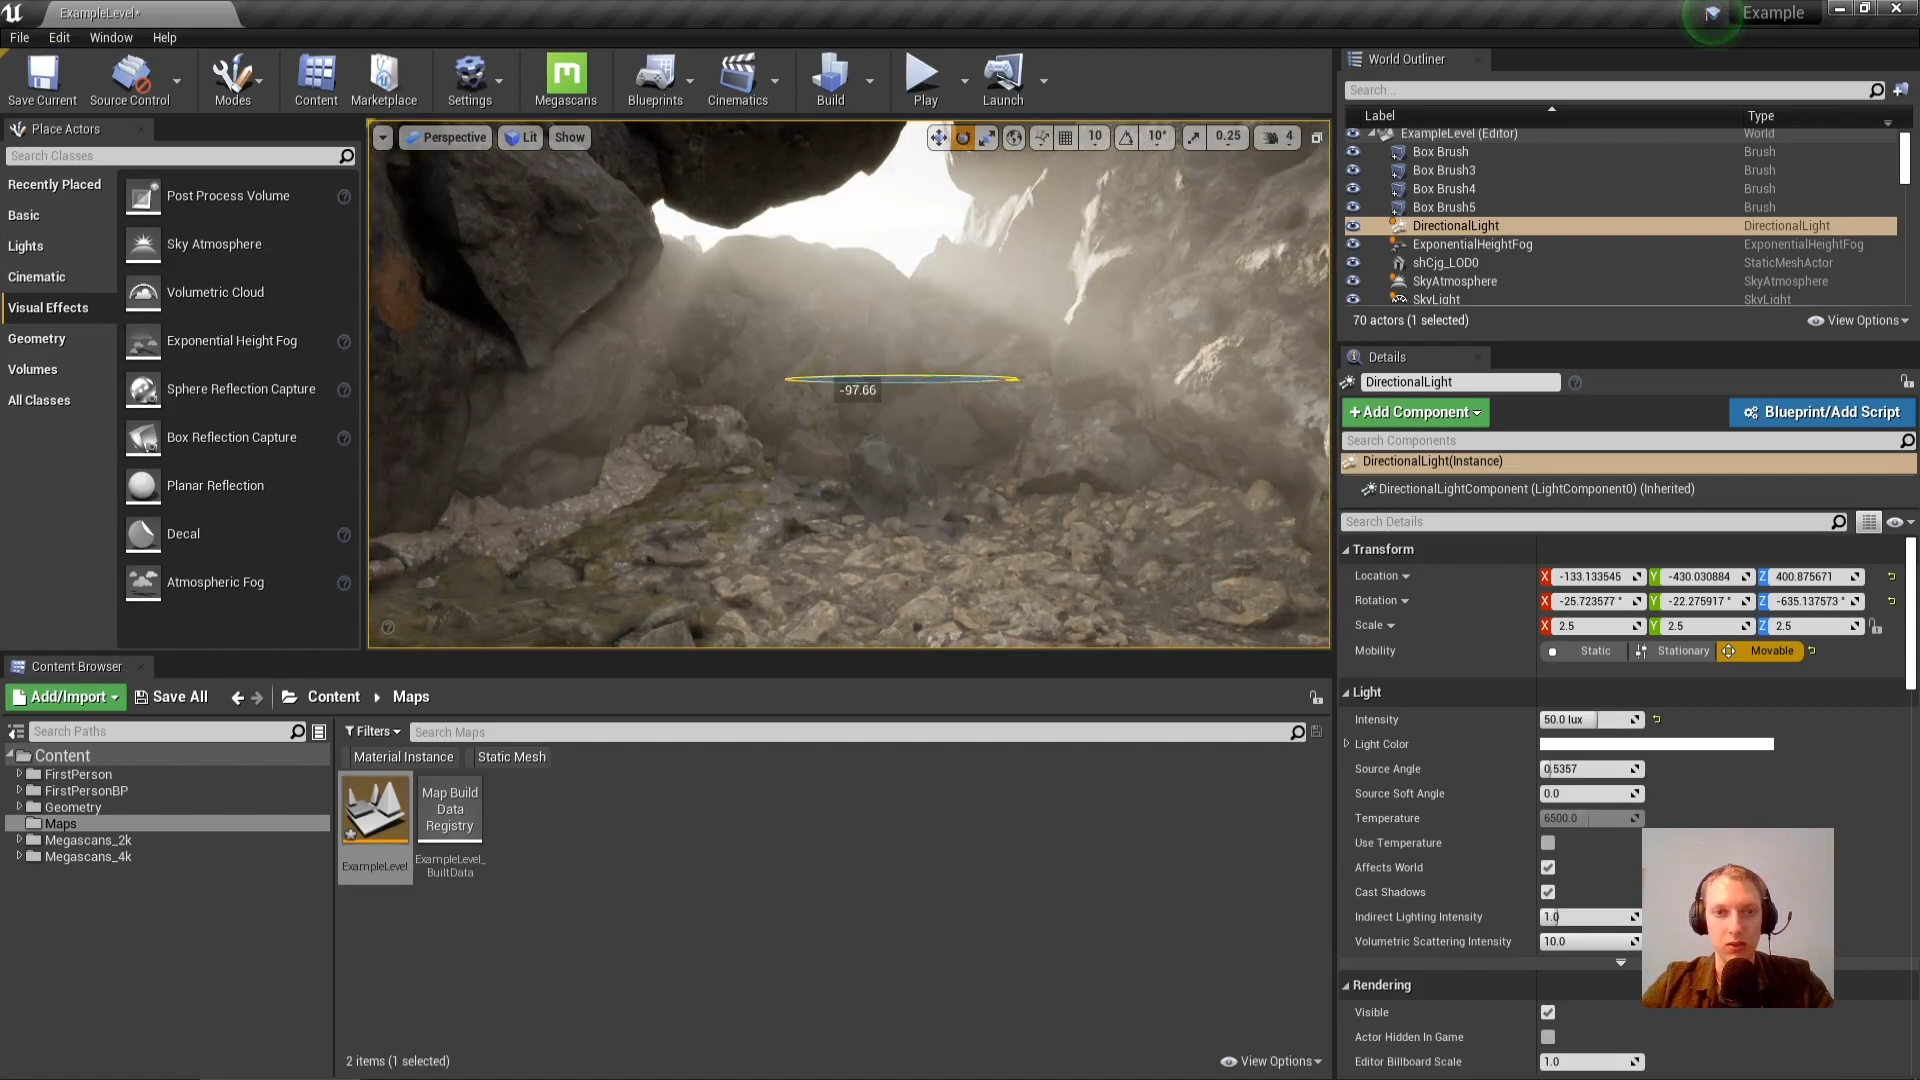 ExampleLevel*
Example
File Edit Window Help
Save Current Source Control Modes Content Marketplace Settings Megascans Blueprints Cinematics Build Play Launch
Place Actors
Search Classes
Recently Placed
Basic
Lights
Cinematic
Visual Effects
Geometry
Volumes
All Classes
Post Process Volume
Sky Atmosphere
Volumetric Cloud
Exponential Height Fog
Sphere Reflection Capture
Box Reflection Capture
Planar Reflection
Decal
Atmospheric Fog
Perspective Lit Show 10 10° 0.25 4
-97.66
World Outliner
Search...
Label Type
ExampleLevel (Editor) World
Box Brush Brush
Box Brush3 Brush
Box Brush4 Brush
Box Brush5 Brush
DirectionalLight DirectionalLight
ExponentialHeightFog ExponentialHeightFog
shCjg_LOD0 StaticMeshActor
SkyAtmosphere SkyAtmosphere
SkyLight SkyLight
70 actors (1 selected) View Options
Details
DirectionalLight
+Add Component Blueprint/Add Script
Search Components
DirectionalLight(Instance)
DirectionalLightComponent (LightComponent0) (Inherited)
Search Details
Transform
Location X -133.133545 Y -430.030884 Z 400.875671
Rotation X -25.723577 ° Y -22.275917 ° Z -635.137573 °
Scale X 2.5 Y 2.5 Z 2.5
Mobility Static Stationary Movable
Light
Intensity 50.0 lux
Light Color
Source Angle 0.5357
Source Soft Angle 0.0
Temperature 6500.0
Use Temperature
Affects World
Cast Shadows
Indirect Lighting Intensity 1.0
Volumetric Scattering Intensity 10.0
Rendering
Visible
Actor Hidden In Game
Editor Billboard Scale 1.0
Content Browser
Add/Import Save All Content Maps
Search Paths
Content
FirstPerson
FirstPersonBP
Geometry
Maps
Megascans_2k
Megascans_4k
Filters Search Maps
Material Instance Static Mesh
Map Build
Data
Registry
ExampleLevel
ExampleLevel_
BuiltData
2 items (1 selected) View Options